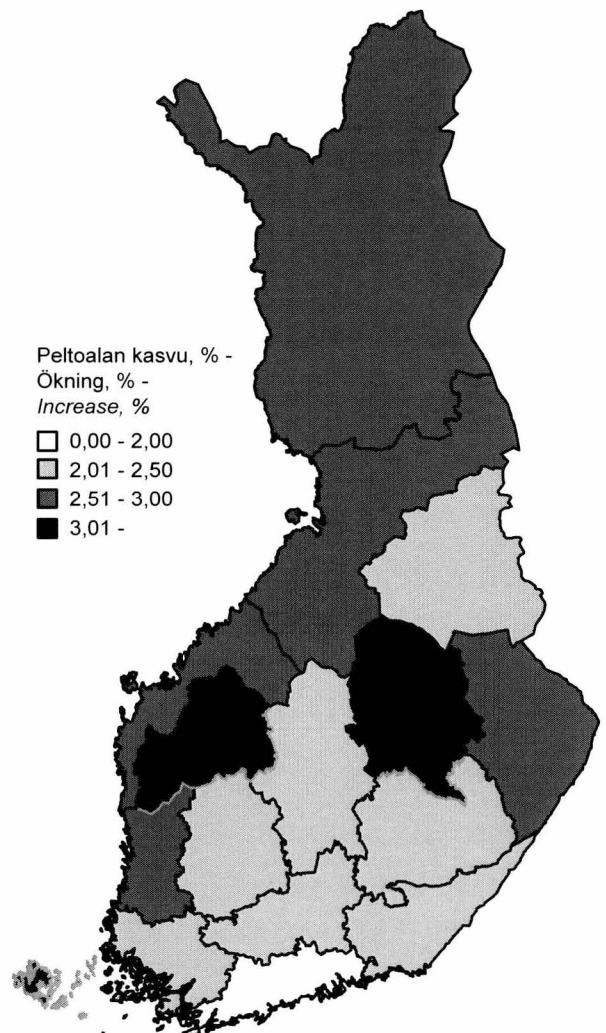 Peltoalan kasvu, % -
Ökning, % -
Increase, %
0,00 - 2,00
2,01 - 2,50
2,51 - 3,00
3,01 -